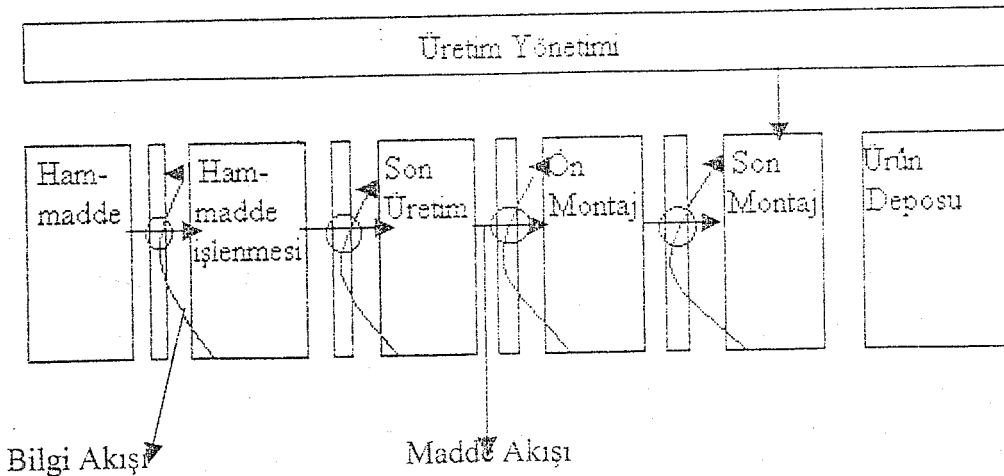 Üretim Yönetimi
Ham-
madde
Ham-
madde
işlenmesi
Son
Üretim
Ön
Montaj
Son
Montaj
Ürün
Deposu
Bilgi Akışı
Madde Akışı